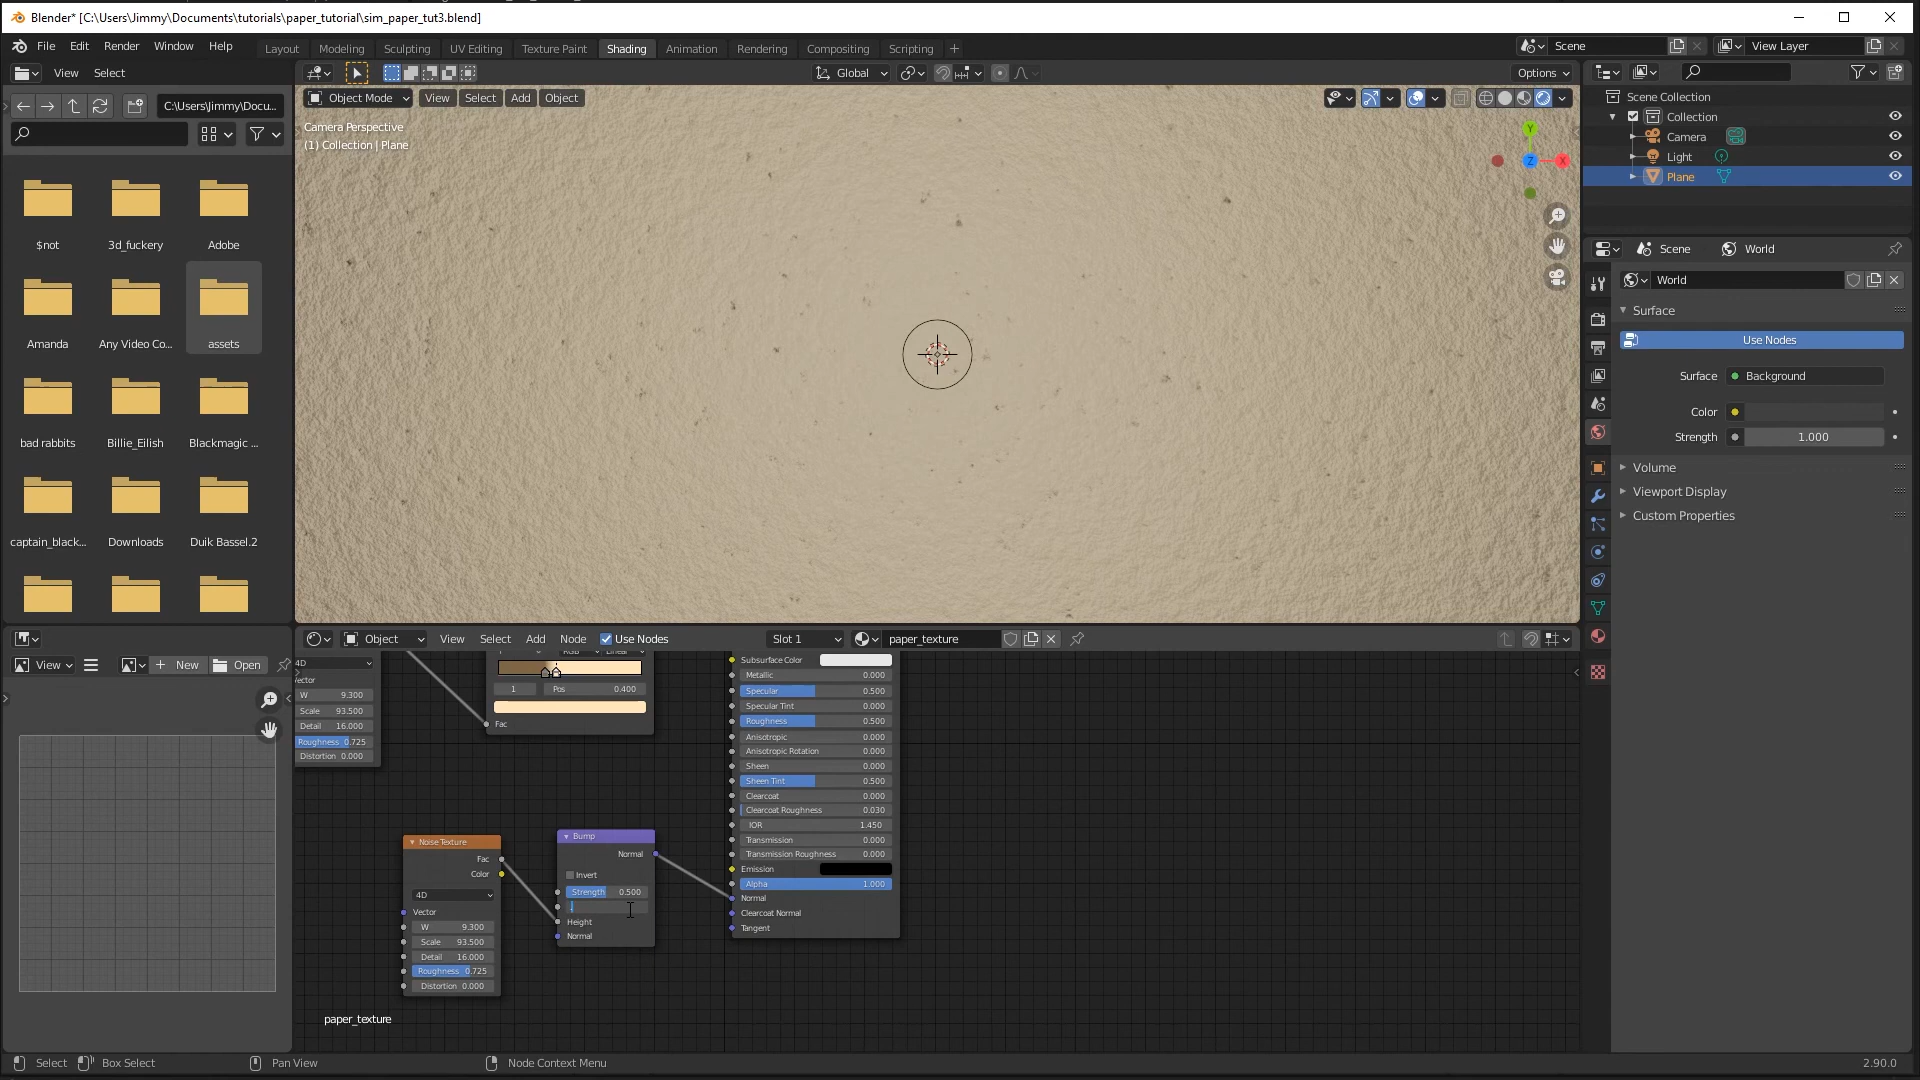 Blender* [C:\Users\Jimmy\Documents\tutorials\paper_tutorial\sim_paper_tut3.blend]
File Edit Render Window Help Layout Modeling Sculpting UV Editing Texture Paint Shading Animation Rendering Compositing Scripting + Scene View Layer
View Select
Global
Options
Object Mode View Select Add Object
C:\Users\Jimmy\Docu...
Camera Perspective
(1) Collection | Plane
Y
Z
X
Scene Collection
Collection
Camera
Light
Plane
$not 3d_fuckery Adobe
Amanda Any Video Co... assets
bad rabbits Billie_Eilish Blackmagic ...
captain_black... Downloads Duik Bassel.2
Scene World
World
Surface
Use Nodes
Surface Background
Color
Strength 1.000
Volume
Viewport Display
Custom Properties
Object View Select Add Node Use Nodes Slot 1 paper_texture
View New Open
4D
Vector
W 9.300
Scale 93.500
Detail 16.000
Roughness 0.725
Distortion 0.000
1 Pos 0.400
Fac
Subsurface Color
Metallic 0.000
Specular 0.500
Specular Tint 0.000
Roughness 0.500
Anisotropic 0.000
Anisotropic Rotation 0.000
Sheen 0.000
Sheen Tint 0.500
Clearcoat 0.000
Clearcoat Roughness 0.030
IOR 1.450
Transmission 0.000
Transmission Roughness 0.000
Emission
Alpha 1.000
Normal
Clearcoat Normal
Tangent
Noise Texture
Fac
Color
4D
Vector
W 9.300
Scale 93.500
Detail 16.000
Roughness 0.725
Distortion 0.000
Bump
Normal
Invert
Strength 0.500
Height
Normal
paper_texture
Select Box Select Pan View Node Context Menu 2.90.0